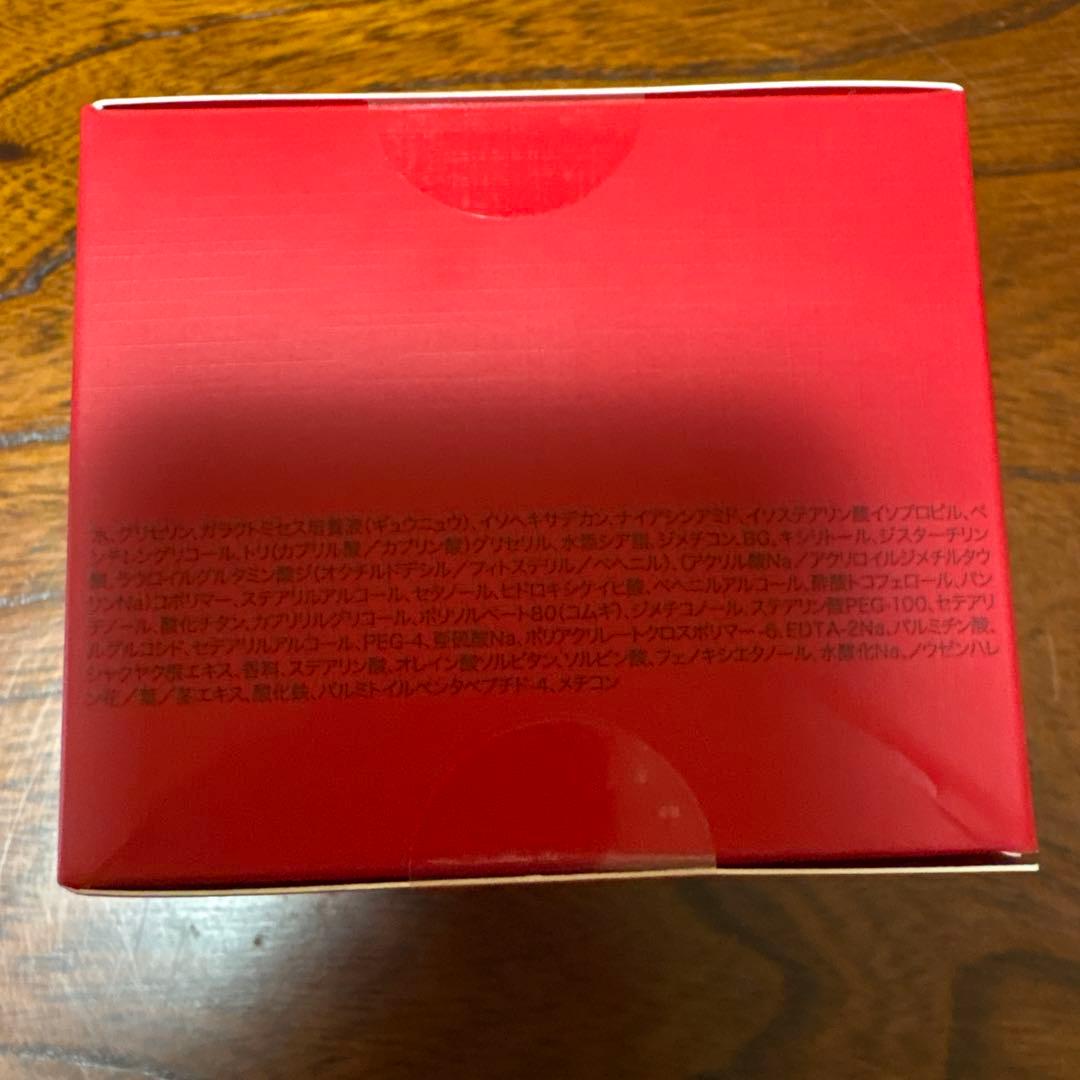 水、グリセリン、ガラクトミセス培養液(ギュウニュウ)、イソヘキサデカン、ナイアシンアミド、イソステアリン酸イソプロピル、ペ
ンチレングリコール、トリ(カプリル酸／カプリン酸)グリセリル、水添シア脂、ジメチコン、BG、キシリトール、ジスターチリン
酸、ラウロイルグルタミン酸ジ(オクチルドデシル／フィトステリル／ベヘニル)、(アクリル酸Na／アクリロイルジメチルタウ
リンNa)コポリマー、ステアリルアルコール、セタノール、ヒドロキシケイヒ酸、ベヘニルアルコール、酢酸トコフェロール、パン
テノール、酸化チタン、カプリリルグリコール、ポリソルベート80(コムギ)、ジメチコノール、ステアリン酸PEG-100、セテアリ
ルグルコシド、セテアリルアルコール、PEG-4、亜硫酸Na、ポリアクリレートクロスポリマー-6、EDTA-2Na、パルミチン酸、
シャクヤク根エキス、香料、ステアリン酸、オレイン酸ソルビタン、ソルビン酸、フェノキシエタノール、水酸化Na、ノウゼンハレ
ン花／葉／茎エキス、酸化鉄、パルミトイルペンタペプチド-4、メチコン